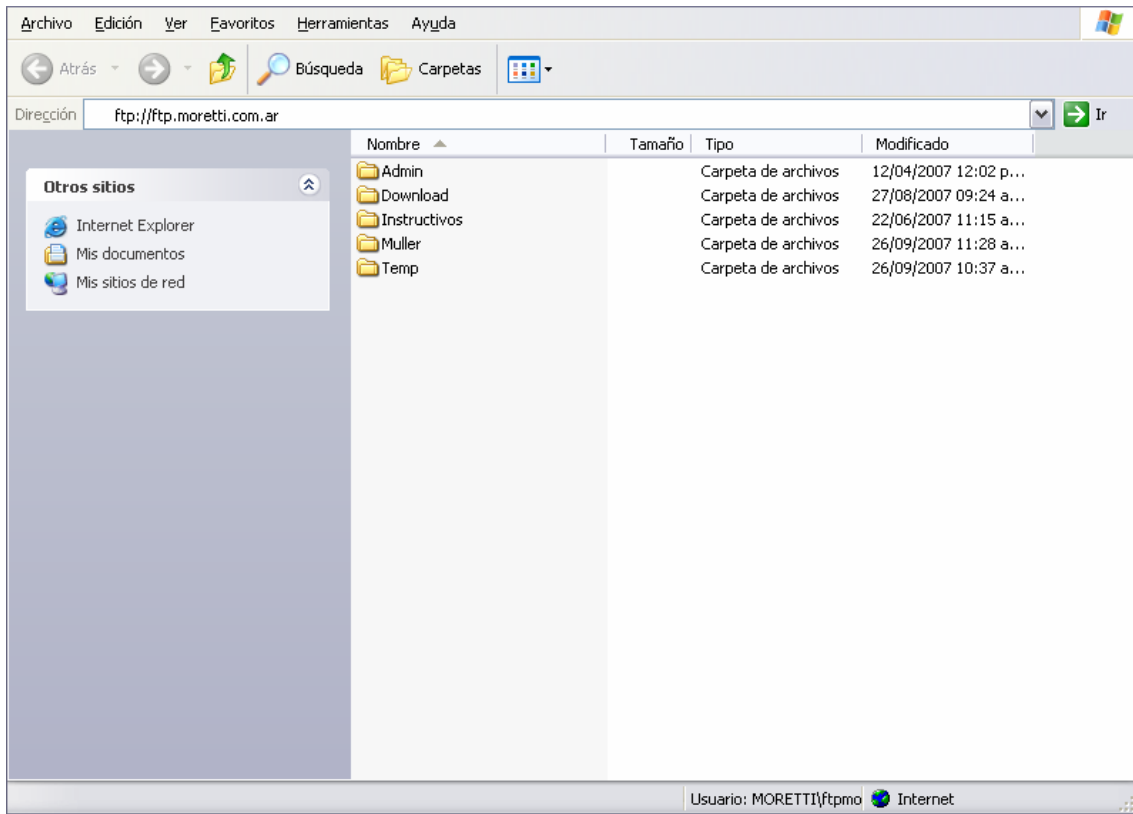 Archivo Edición Ver Favoritos Herramientas Ayuda
Atrás Búsqueda Carpetas
Dirección ftp://ftp.moretti.com.ar Ir
Otros sitios
Internet Explorer
Mis documentos
Mis sitios de red
Nombre Tamaño Tipo Modificado
Admin Carpeta de archivos 12/04/2007 12:02 p...
Download Carpeta de archivos 27/08/2007 09:24 a...
Instructivos Carpeta de archivos 22/06/2007 11:15 a...
Muller Carpeta de archivos 26/09/2007 11:28 a...
Temp Carpeta de archivos 26/09/2007 10:37 a...
Usuario: MORETTI\ftpmo Internet